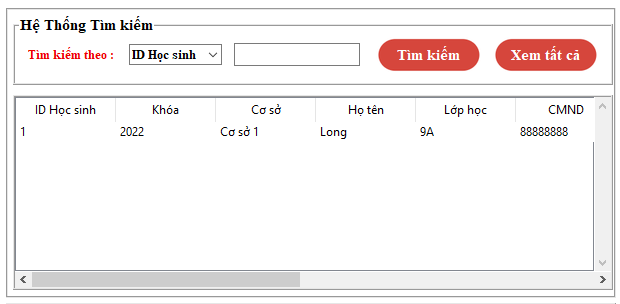 Hệ Thống Tìm kiếm
Tìm kiếm theo : ID Học sinh Tìm kiếm Xem tất cả
ID Học sinh Khóa Cơ sở Họ tên Lớp học CMND
1 2022 Cơ sở 1 Long 9A 88888888